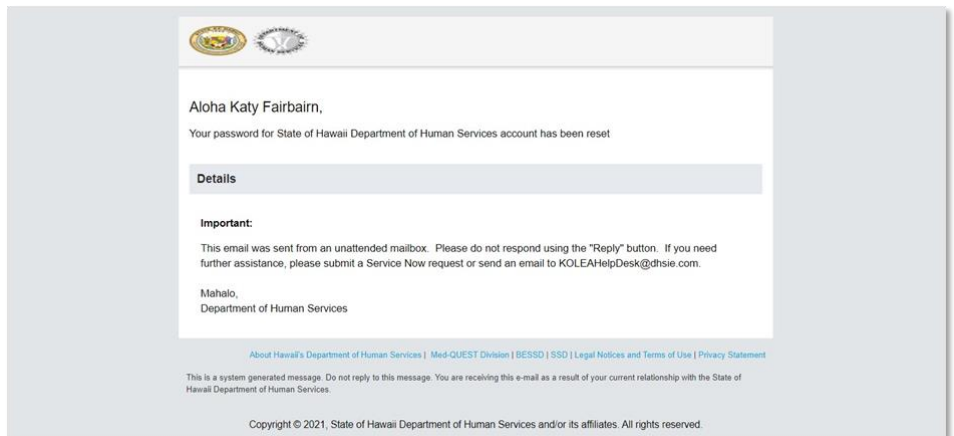 Aloha Katy Fairbairn,
Your password for State of Hawaii Department of Human Services account has been reset
Details
Important:
This email was sent from an unattended mailbox. Please do not respond using the "Reply" button. If you need
further assistance, please submit a Service Now request or send an email to KOLEAHelpDesk@dhsie.com.
Mahalo,
Department of Human Services
About Hawaii's Department of Human Services | Med-QUEST Division | BESSD | SSD | Legal Notices and Terms of Use | Privacy Statement
This is a system generated message. Do not reply to this message. You are receiving this e-mail as a result of your current relationship with the State of
Hawaii Department of Human Services.
Copyright © 2021, State of Hawaii Department of Human Services and/or its affiliates. All rights reserved.